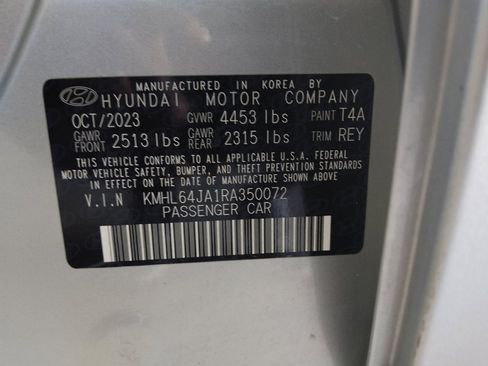 MANUFACTURED IN KOREA BY
HYUNDAI MOTOR COMPANY
OCT/2023 GVWR 4453 lbs PAINT T4A
GAWR FRONT 2513 lbs GAWR REAR 2315 lbs TRIM REY
THIS VEHICLE CONFORMS TO ALL APPLICABLE U.S.A. FEDERAL
MOTOR VEHICLE SAFETY, BUMPER, AND THEFT PREVENTION STANDARDS
IN EFFECT ON THE DATE OF MANUFACTURE SHOWN ABOVE.
V.I.N KMHL64JA1RA350072
PASSENGER CAR